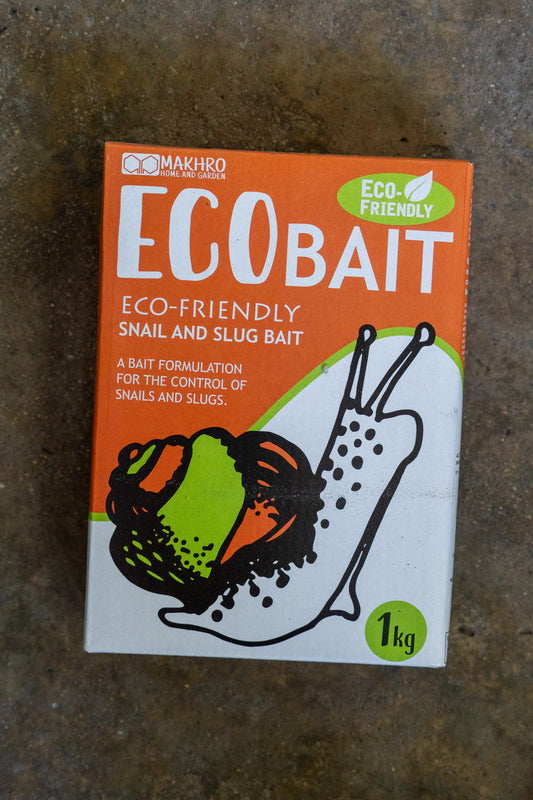 MAKHRO
HOME AND GARDEN
ECO-
FRIENDLY
ECOBAIT
ECO-FRIENDLY
SNAIL AND SLUG BAIT
A BAIT FORMULATION
FOR THE CONTROL OF
SNAILS AND SLUGS.
1kg